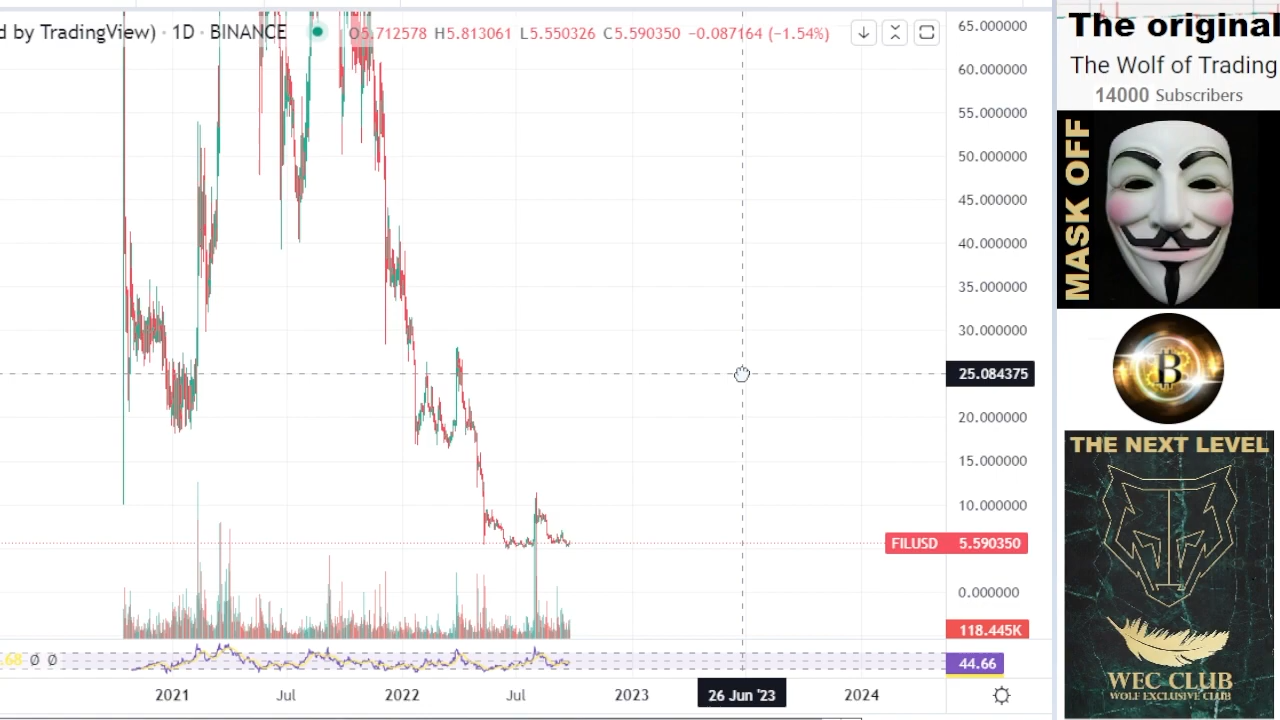 d by TradingView) · 1D · BINANCE O5.712578 H5.813061 L5.550326 C5.590350 −0.087164 (−1.54%)
65.000000
60.000000
55.000000
50.000000
45.000000
40.000000
35.000000
30.000000
25.084375
20.000000
15.000000
10.000000
FILUSD 5.590350
0.000000
118.445K
68 Ø Ø
44.66
2021 Jul 2022 Jul 2023 26 Jun '23 2024
The original
The Wolf of Trading
14000 Subscribers
MASK OFF
B
THE NEXT LEVEL
WEC CLUB
WOLF EXCLUSIVE CLUB